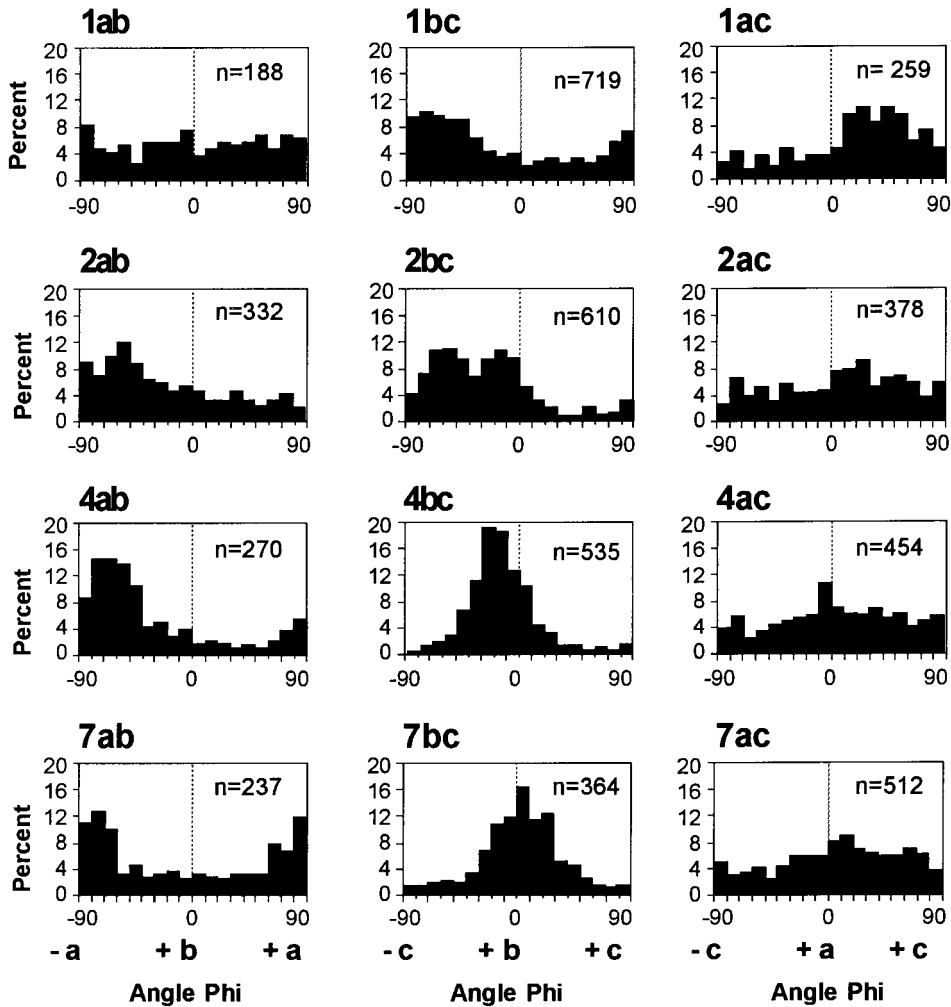 1ab 1bc 1ac
Percent
20 20 20
16 16 16
12 12 12
8 8 8
4 4 4
0 0 0
n=188 n=719 n= 259
-90 0 90 -90 0 90 -90 0 90
2ab 2bc 2ac
Percent
20 20 20
16 16 16
12 12 12
8 8 8
4 4 4
0 0 0
n=332 n=610 n=378
-90 0 90 -90 0 90 -90 0 90
4ab 4bc 4ac
Percent
20 20 20
16 16 16
12 12 12
8 8 8
4 4 4
0 0 0
n=270 n=535 n=454
-90 0 90 -90 0 90 -90 0 90
7ab 7bc 7ac
Percent
20 20 20
16 16 16
12 12 12
8 8 8
4 4 4
0 0 0
n=237 n=364 n=512
-90 0 90 -90 0 90 -90 0 90
- a + b + a - c + b + c - c + a + c
Angle Phi Angle Phi Angle Phi